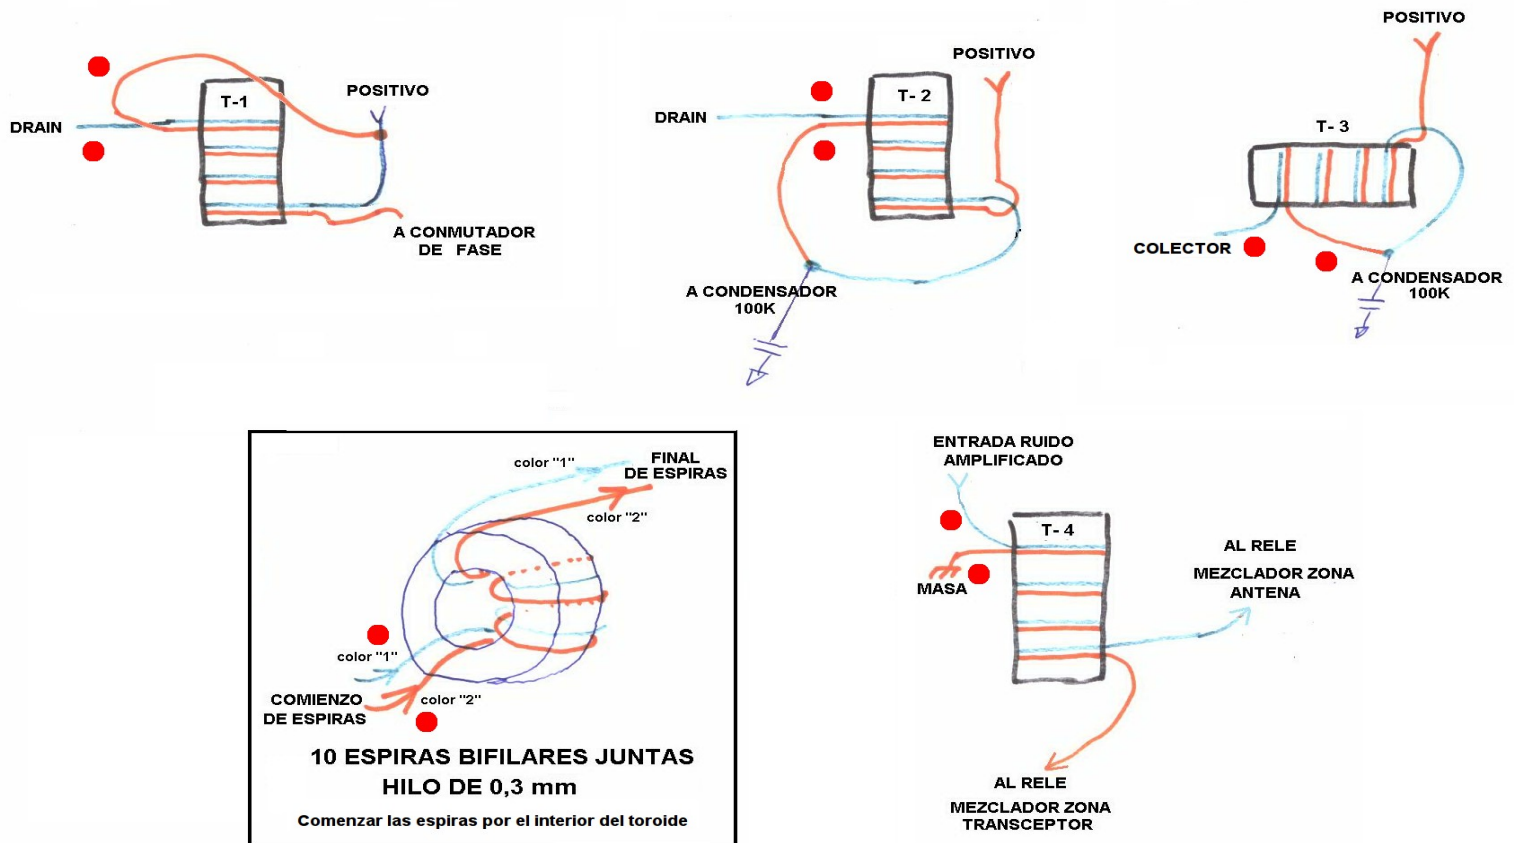 T-1
POSITIVO
DRAIN
A CONMUTADOR
DE FASE
POSITIVO
T- 2
DRAIN
A CONDENSADOR
100K
POSITIVO
T- 3
COLECTOR
A CONDENSADOR
100K
color "1"
FINAL
DE ESPIRAS
color "2"
color "1"
COMIENZO
DE ESPIRAS
color "2"
10 ESPIRAS BIFILARES JUNTAS
HILO DE 0,3 mm
Comenzar las espiras por el interior del toroide
ENTRADA RUIDO
AMPLIFICADO
T- 4
MASA
AL RELE
MEZCLADOR ZONA
ANTENA
AL RELE
MEZCLADOR ZONA
TRANSCEPTOR